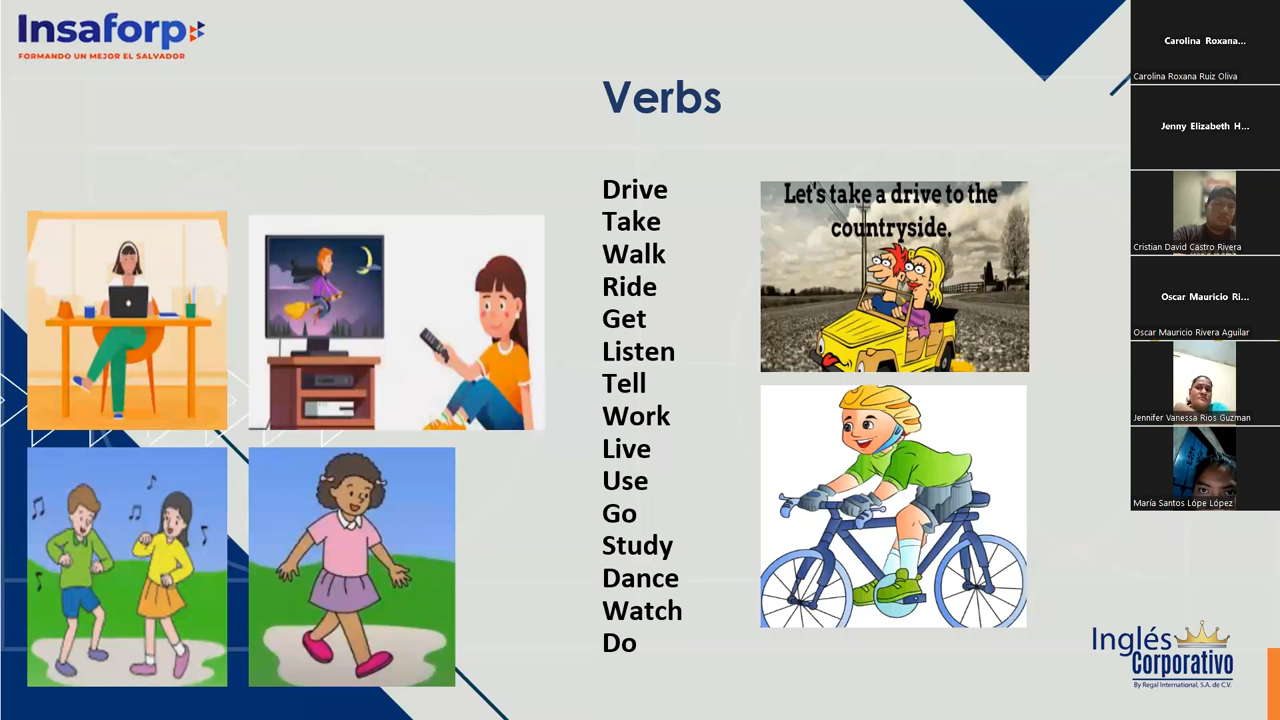 Insaforp
FORMANDO UN MEJOR EL SALVADOR
Verbs
Drive
Take
Walk
Ride
Get
Listen
Tell
Work
Live
Use
Go
Study
Dance
Watch
Do
Let's take a drive to the
countryside.
Inglés
Corporativo
By Regal International, S.A. de C.V.
Carolina Roxana...
Carolina Roxana Ruiz Oliva
Jenny Elizabeth H...
Cristian David Castro Rivera
Oscar Mauricio Ri...
Oscar Mauricio Rivera Aguilar
Jennifer Vanessa Rios Guzman
María Santos Lópe López